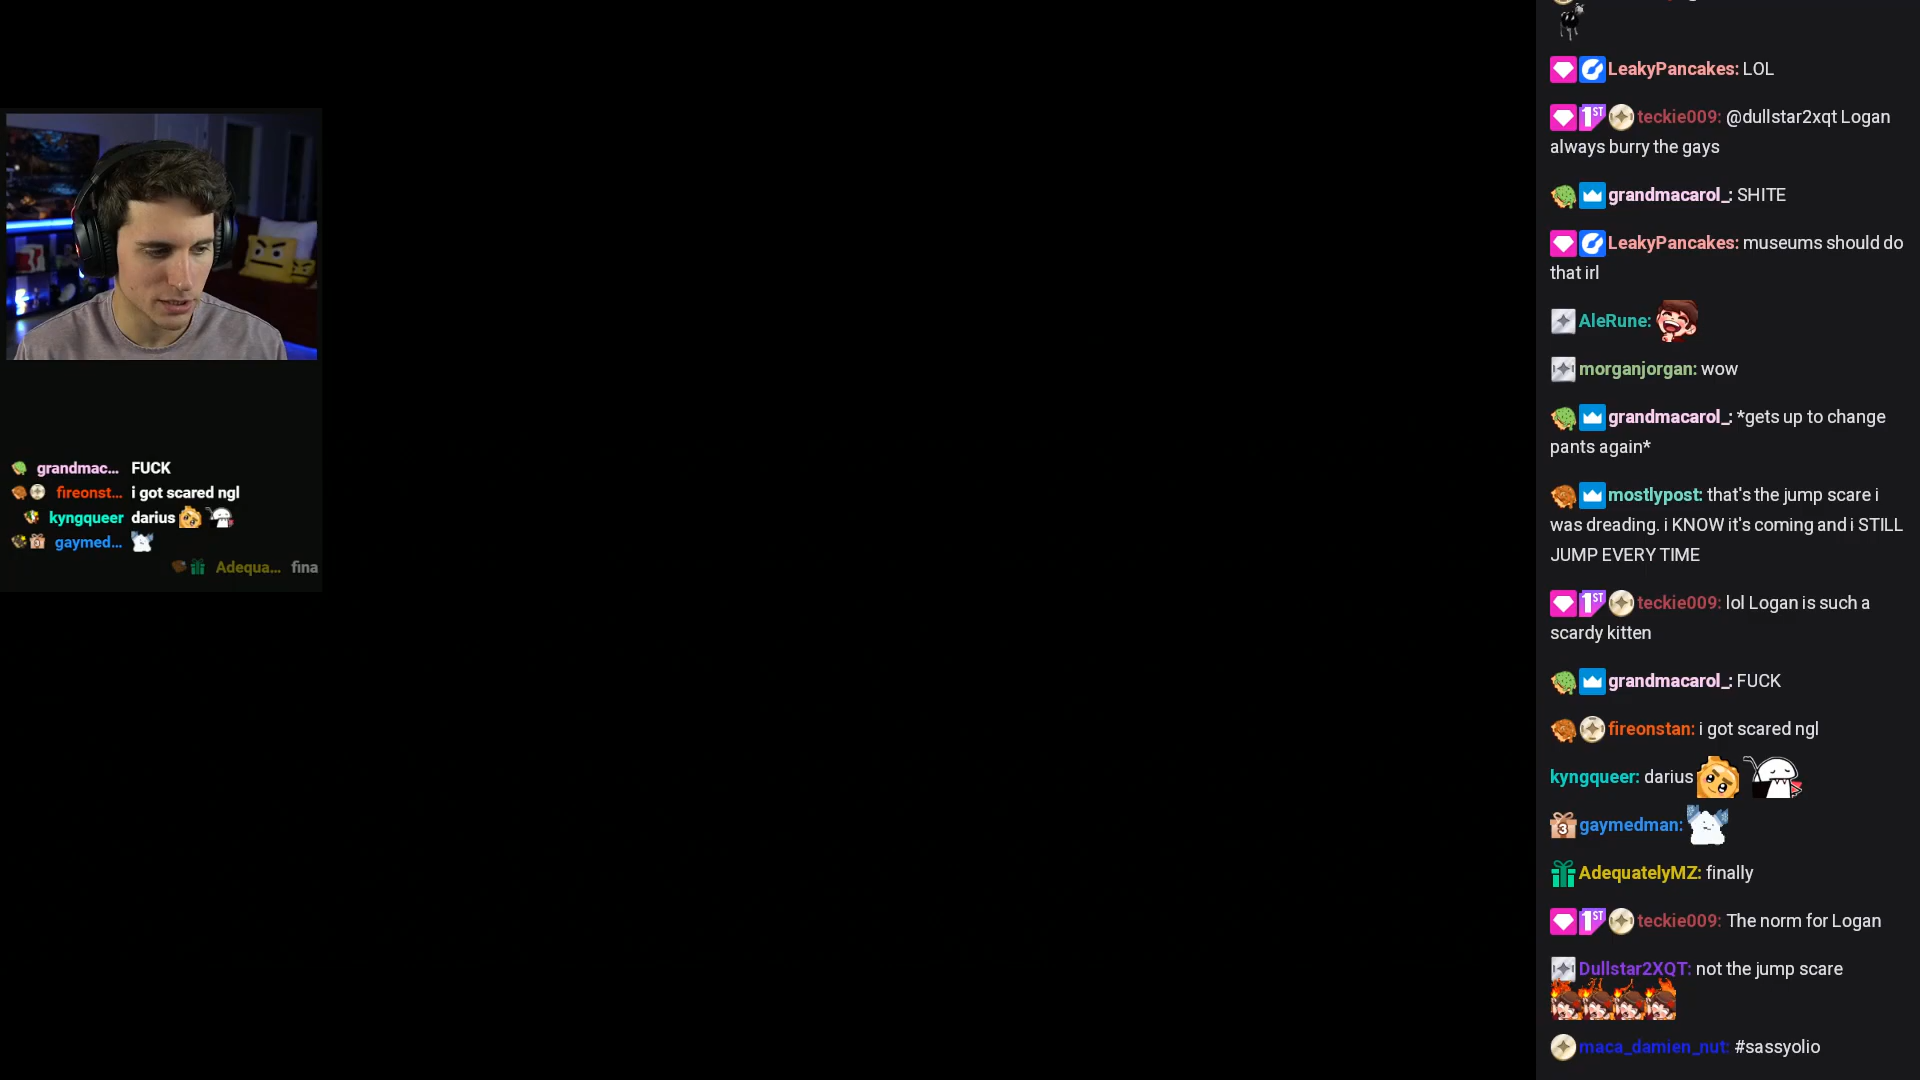 grandmac... FUCK
fireonst... i got scared ngl
kyngqueer darius
gaymed...
Adequa... fina
LeakyPancakes: LOL
1ST teckie009: @dullstar2xqt Logan
always burry the gays
grandmacarol_: SHITE
LeakyPancakes: museums should do
that irl
AleRune:
morganjorgan: wow
grandmacarol_: *gets up to change
pants again*
mostlypost: that's the jump scare i
was dreading. i KNOW it's coming and i STILL
JUMP EVERY TIME
1ST teckie009: lol Logan is such a
scardy kitten
grandmacarol_: FUCK
fireonstan: i got scared ngl
kyngqueer: darius
3 gaymedman:
AdequatelyMZ: finally
1ST teckie009: The norm for Logan
Dullstar2XQT: not the jump scare
maca_damien_nut: #sassyolio